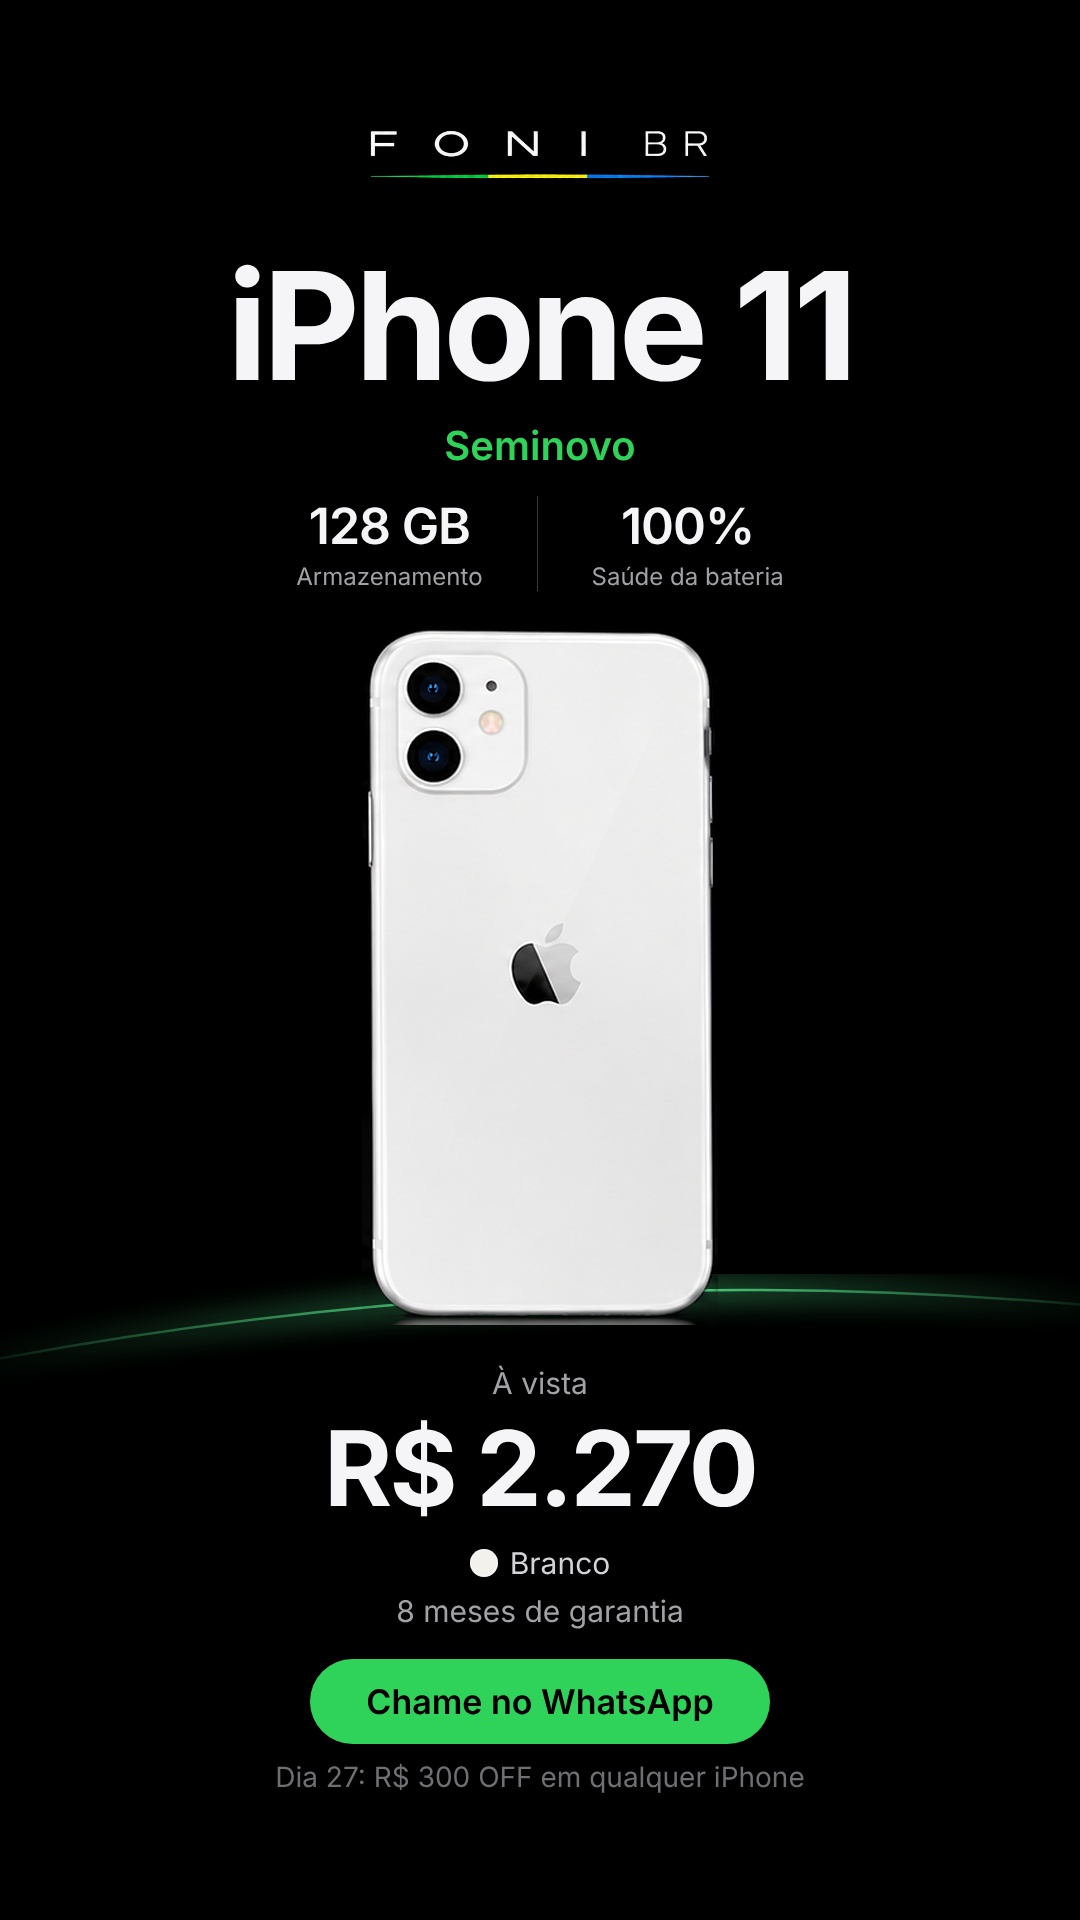 FONI BR
iPhone 11
Seminovo
128 GB
Armazenamento
100%
Saúde da bateria
À vista
R$ 2.270
Branco
8 meses de garantia
Chame no WhatsApp
Dia 27: R$ 300 OFF em qualquer iPhone